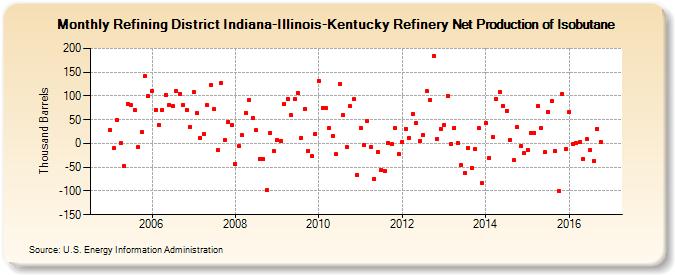 Monthly Refining District Indiana-Illinois-Kentucky Refinery Net Production of Isobutane
Thousand Barrels
200
150
100
50
0
-50
-100
-150
2006 2008 2010 2012 2014 2016
Source: U.S. Energy Information Administration